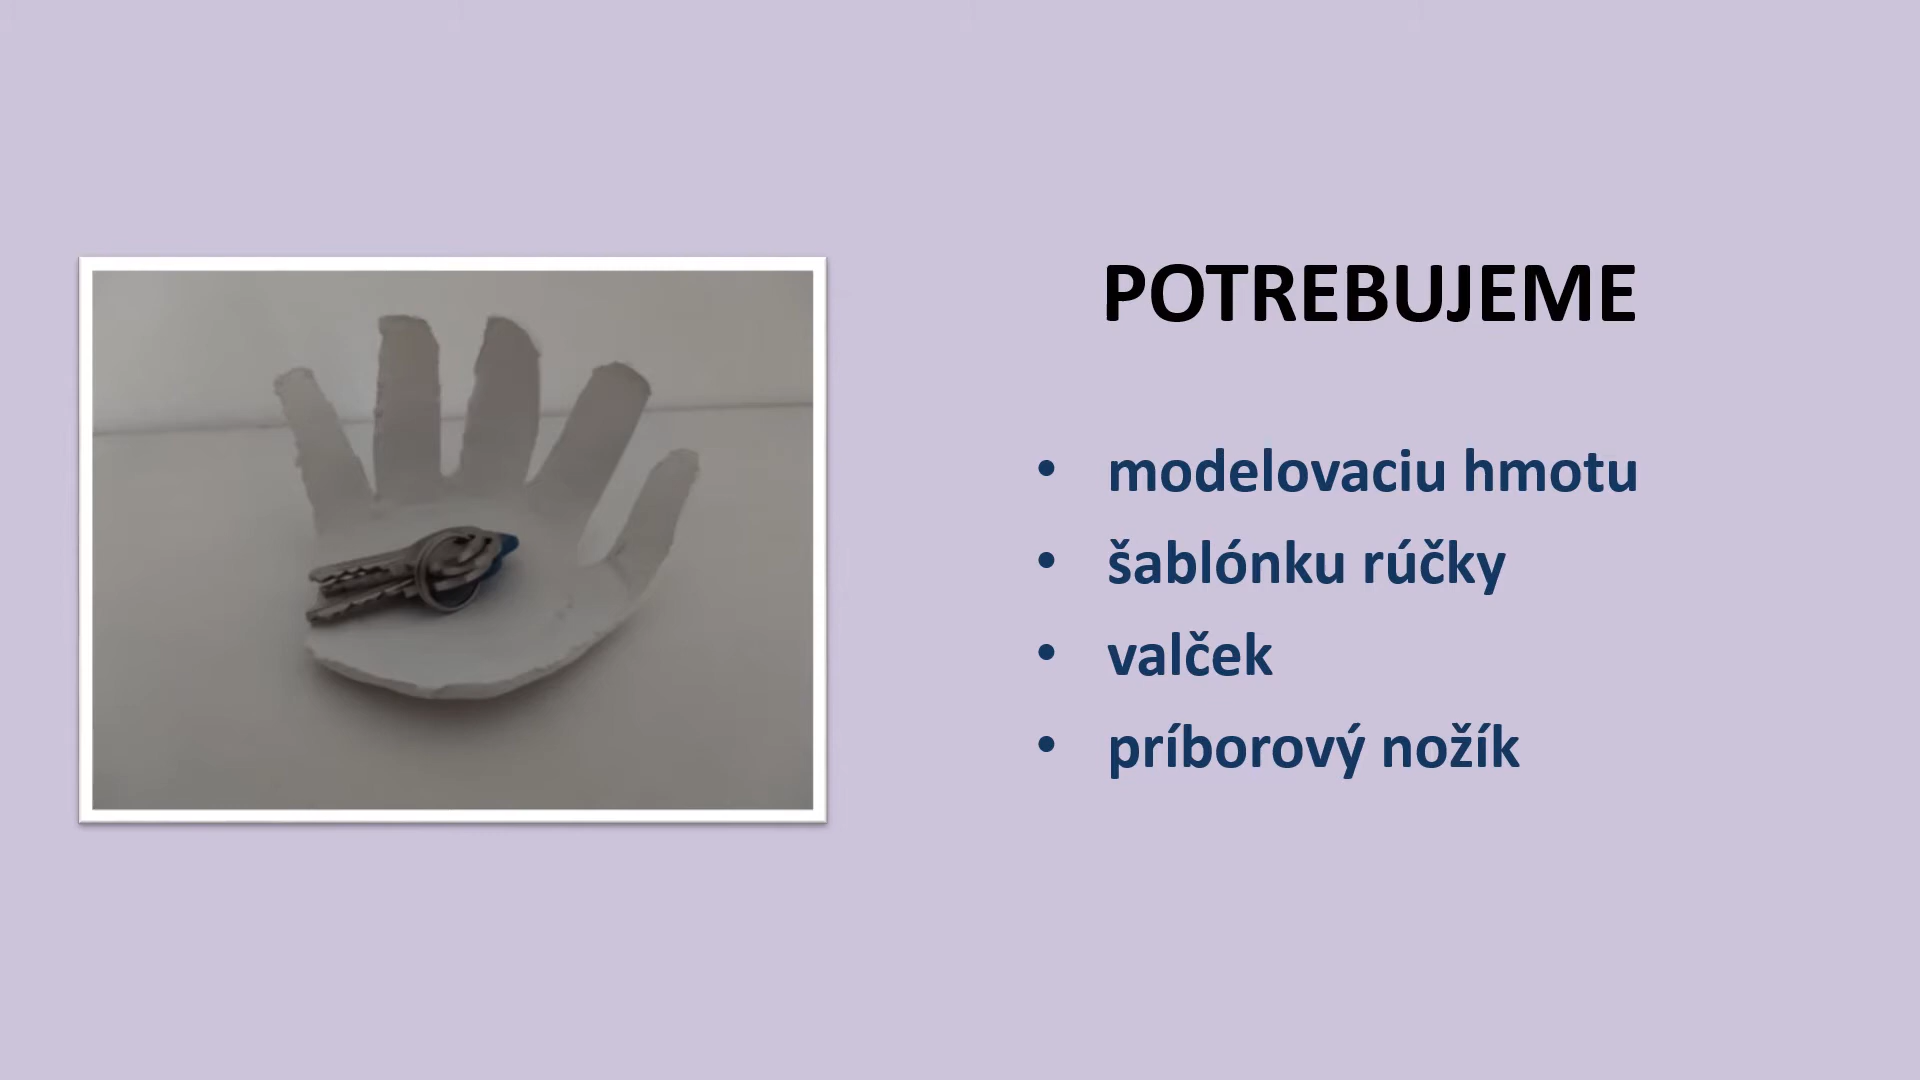 POTREBUJEME
• modelovaciu hmotu
• šablónku rúčky
• valček
• príborový nožík